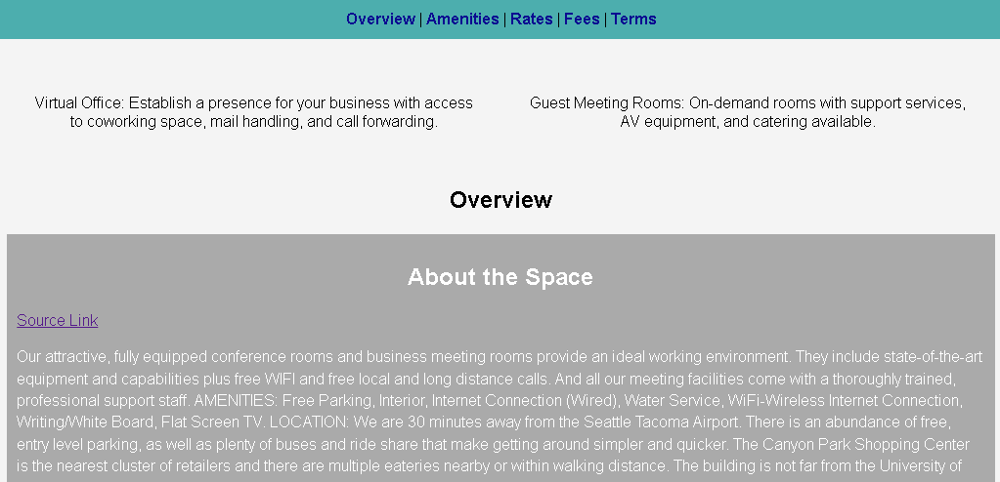 Overview | Amenities | Rates | Fees | Terms
Virtual Office: Establish a presence for your business with access
to coworking space, mail handling, and call forwarding.
Guest Meeting Rooms: On-demand rooms with support services,
AV equipment, and catering available.
Overview
About the Space
Source Link
Our attractive, fully equipped conference rooms and business meeting rooms provide an ideal working environment. They include state-of-the-art
equipment and capabilities plus free WIFI and free local and long distance calls. And all our meeting facilities come with a thoroughly trained,
professional support staff. AMENITIES: Free Parking, Interior, Internet Connection (Wired), Water Service, WiFi-Wireless Internet Connection,
Writing/White Board, Flat Screen TV. LOCATION: We are 30 minutes away from the Seattle Tacoma Airport. There is an abundance of free,
entry level parking, as well as plenty of buses and ride share that make getting around simpler and quicker. The Canyon Park Shopping Center
is the nearest cluster of retailers and there are multiple eateries nearby or within walking distance. The building is not far from the University of